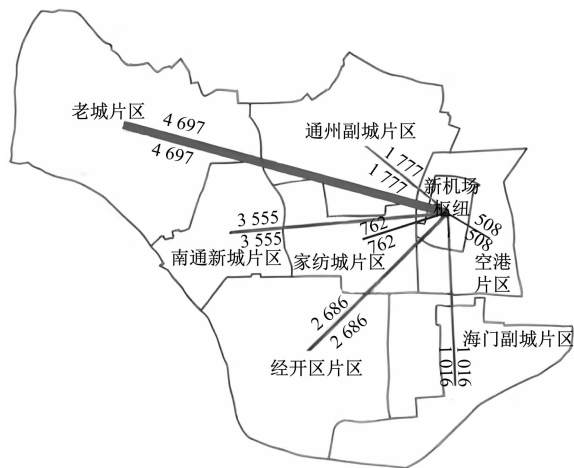 老城片区
4 697
4 697
通州副城片区
1 777
1 777
新机场
枢纽
3 555
3 555
南通新城片区
762
762
家纺城片区
508
508
空港
片区
2 686
2 686
经开区片区
海门副城片区
1 016
1 016